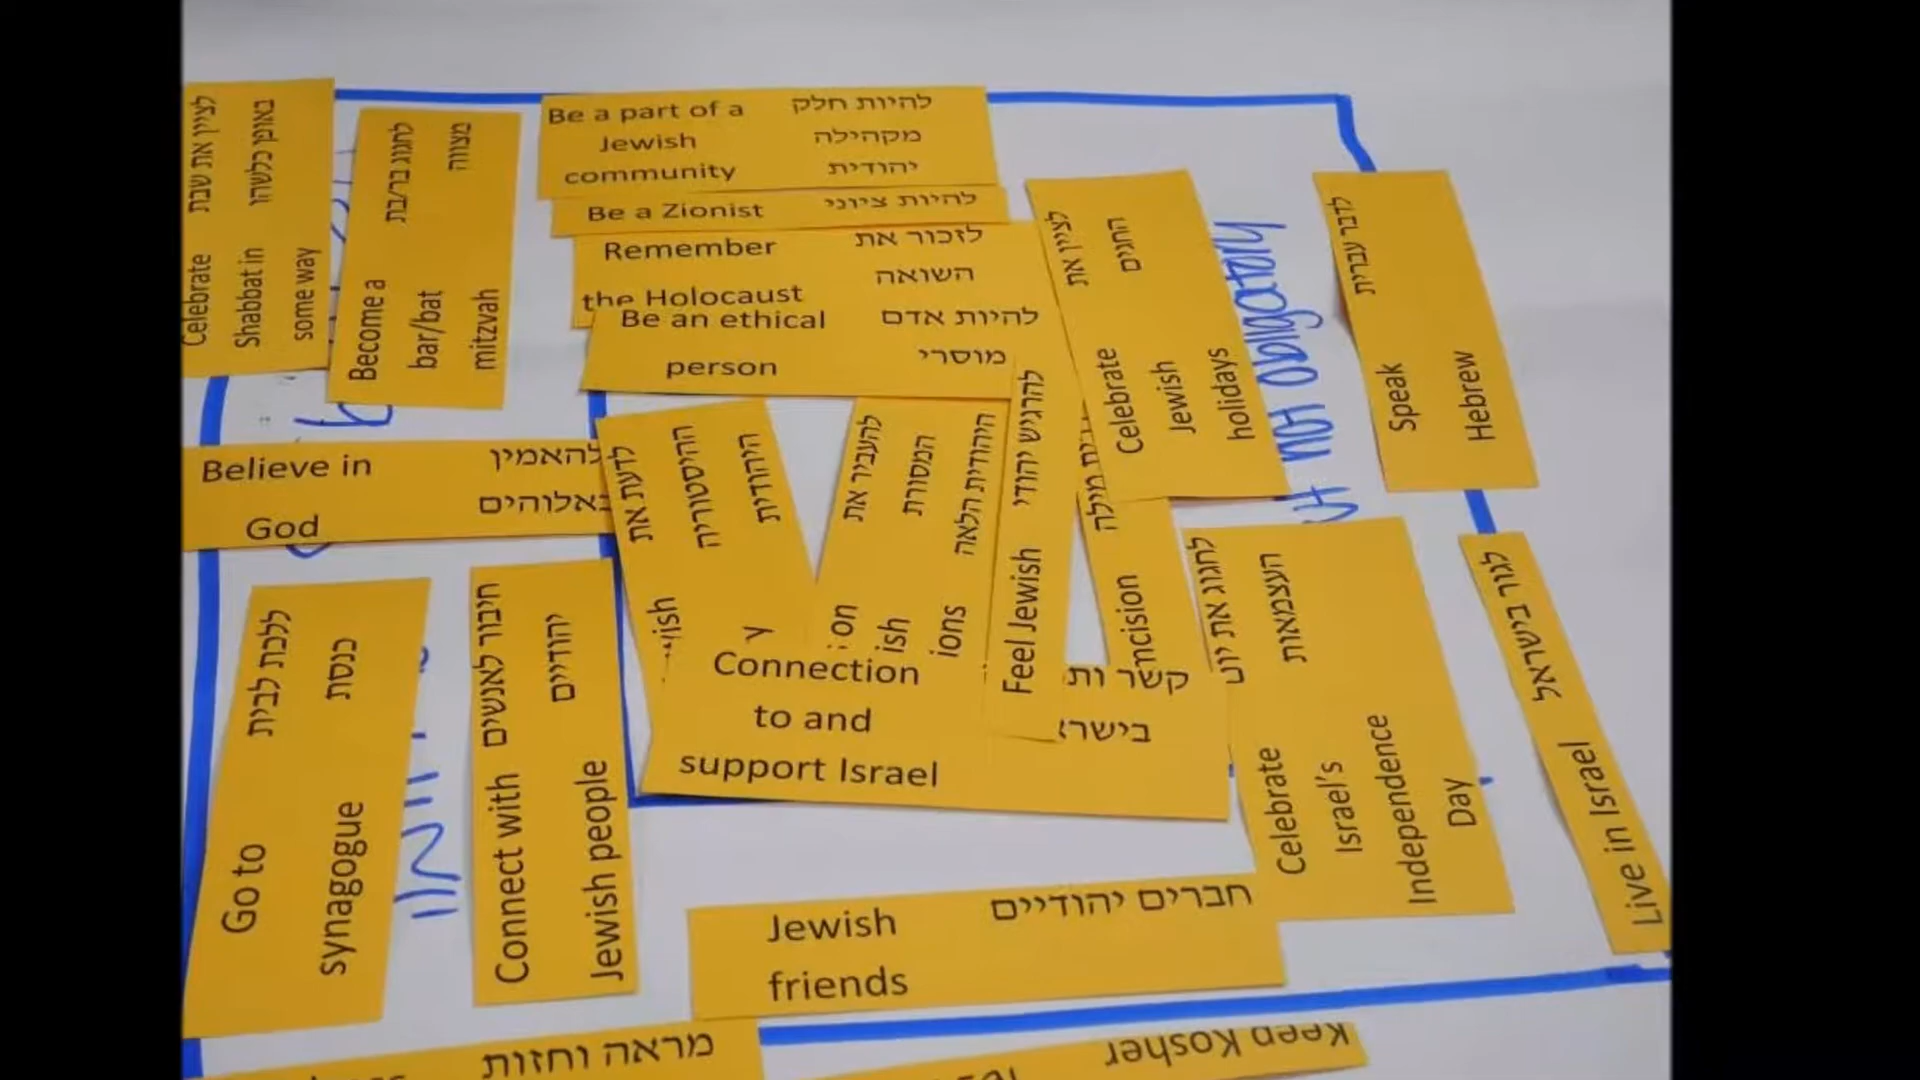 לציין את שבת
באופן כלשהו
Celebrate
Shabbat in
some way
לחגוג בר/בת
מצווה
Become a
bar/bat
mitzvah
Be a part of a
Jewish
community
להיות חלק
מקהילה
יהודית
Be a Zionist
להיות ציוני
Remember
the Holocaust
לזכור את
השואה
Be an ethical
person
להיות אדם
מוסרי
לציין את
החגים
Celebrate
Jewish
holidays
לדבר עברית
Speak
Hebrew
Believe in
God
להאמין
באלוהים
לדעת את
ההיסטוריה
היהודית
להעביר את
המסורת
היהודית הלאה
להרגיש יהודי
Feel Jewish
מילה
Connection
to and
support Israel
קשר
לחגוג את יום
העצמאות
Celebrate
Israel's
Independence
Day
לגור בישראל
Live in Israel
ללכת לבית
כנסת
Go to
synagogue
חיבור לאנשים
יהודיים
Connect with
Jewish people
Jewish
friends
חברים יהודיים
מראה וחזות
Keep Kosher